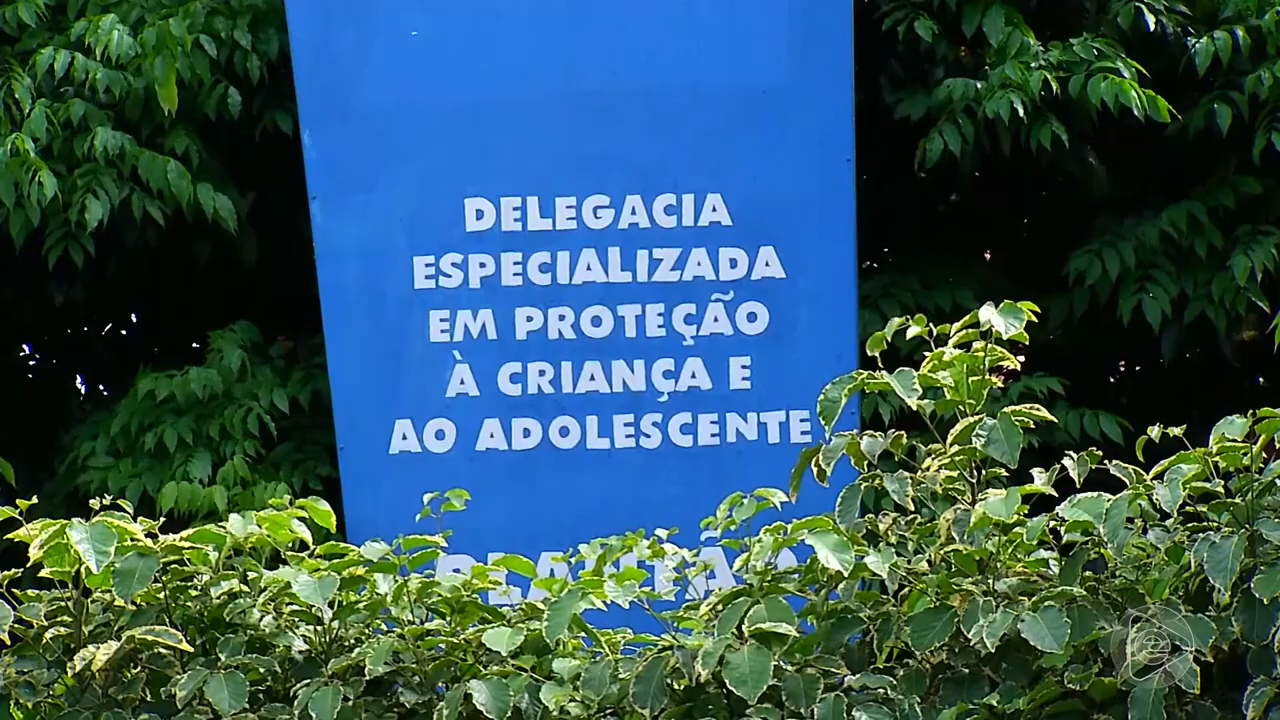 DELEGACIA
ESPECIALIZADA
EM PROTEÇÃO
À CRIANÇA E
AO ADOLESCENTE